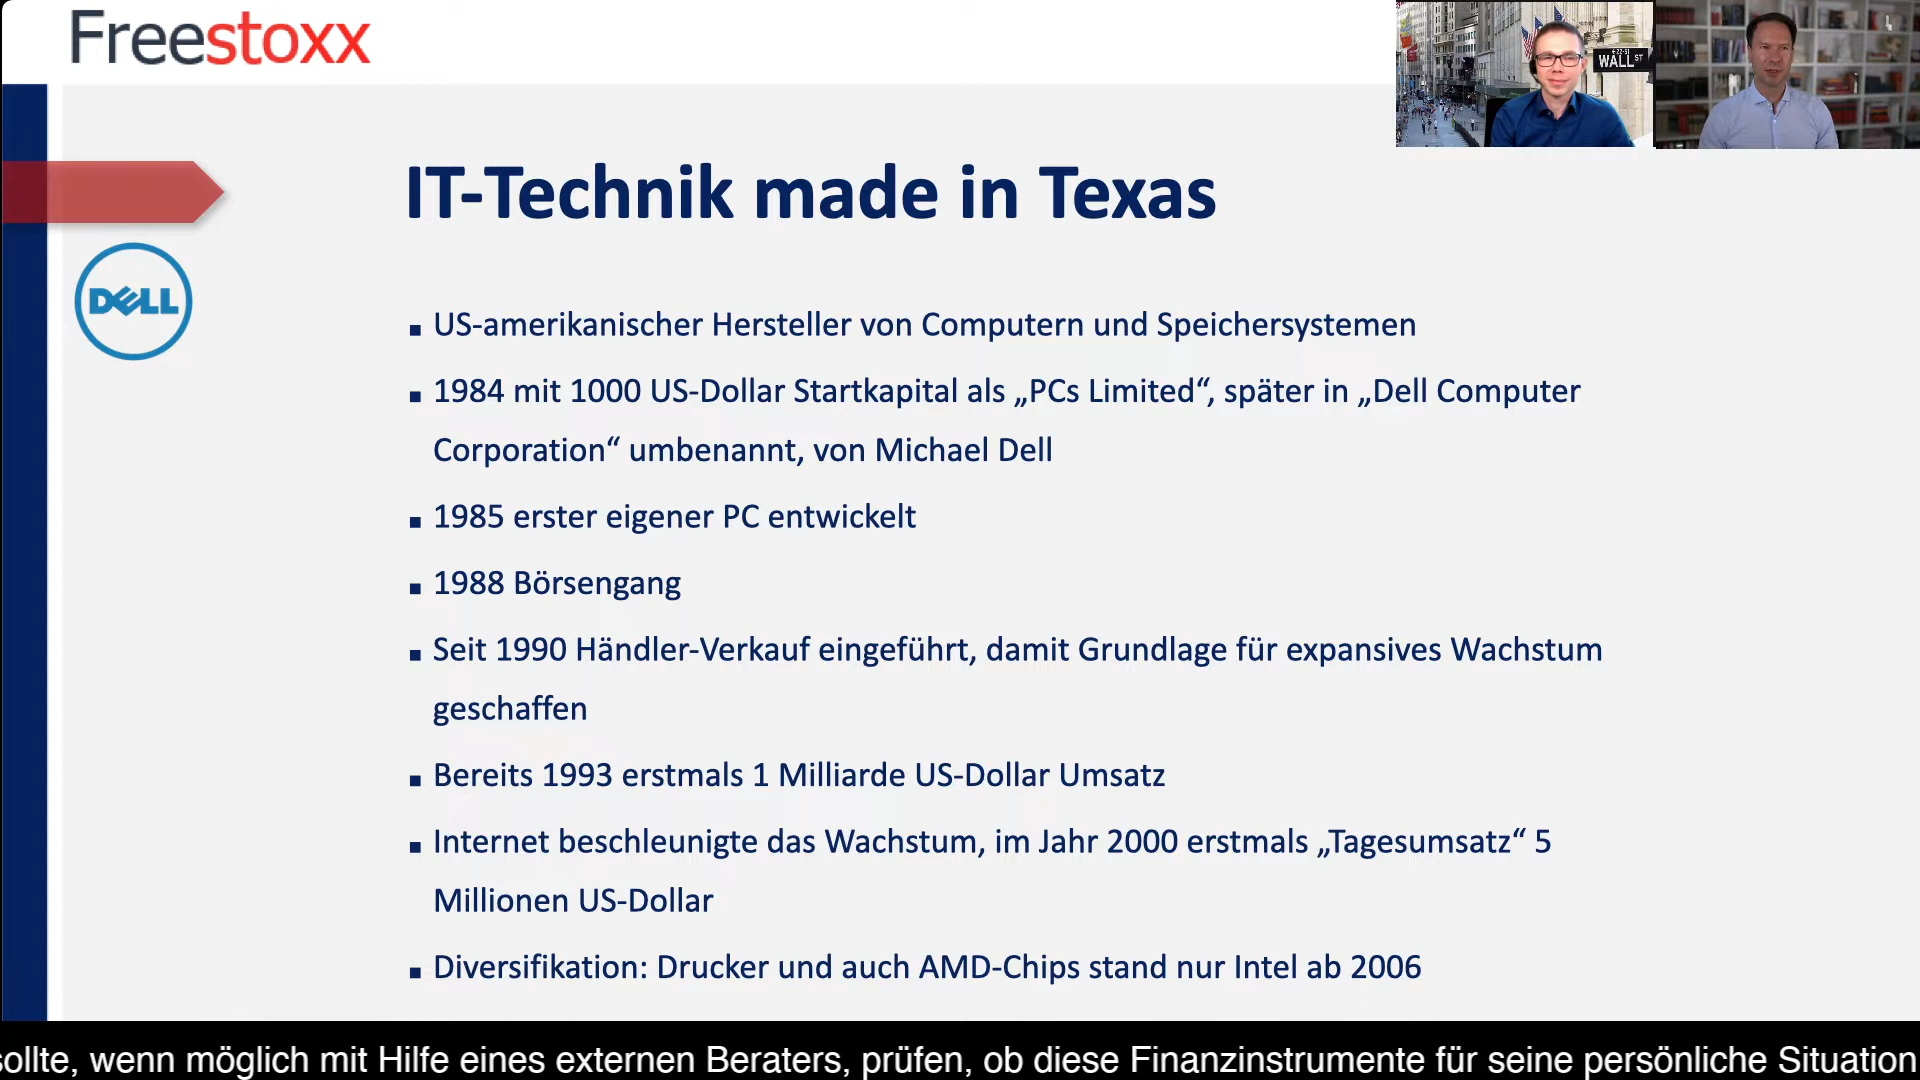 Freestoxx
WALL ST
IT-Technik made in Texas
DELL
▪ US-amerikanischer Hersteller von Computern und Speichersystemen
▪ 1984 mit 1000 US-Dollar Startkapital als „PCs Limited“, später in „Dell Computer
Corporation“ umbenannt, von Michael Dell
▪ 1985 erster eigener PC entwickelt
▪ 1988 Börsengang
▪ Seit 1990 Händler-Verkauf eingeführt, damit Grundlage für expansives Wachstum
geschaffen
▪ Bereits 1993 erstmals 1 Milliarde US-Dollar Umsatz
▪ Internet beschleunigte das Wachstum, im Jahr 2000 erstmals „Tagesumsatz“ 5
Millionen US-Dollar
▪ Diversifikation: Drucker und auch AMD-Chips stand nur Intel ab 2006
sollte, wenn möglich mit Hilfe eines externen Beraters, prüfen, ob diese Finanzinstrumente für seine persönliche Situation